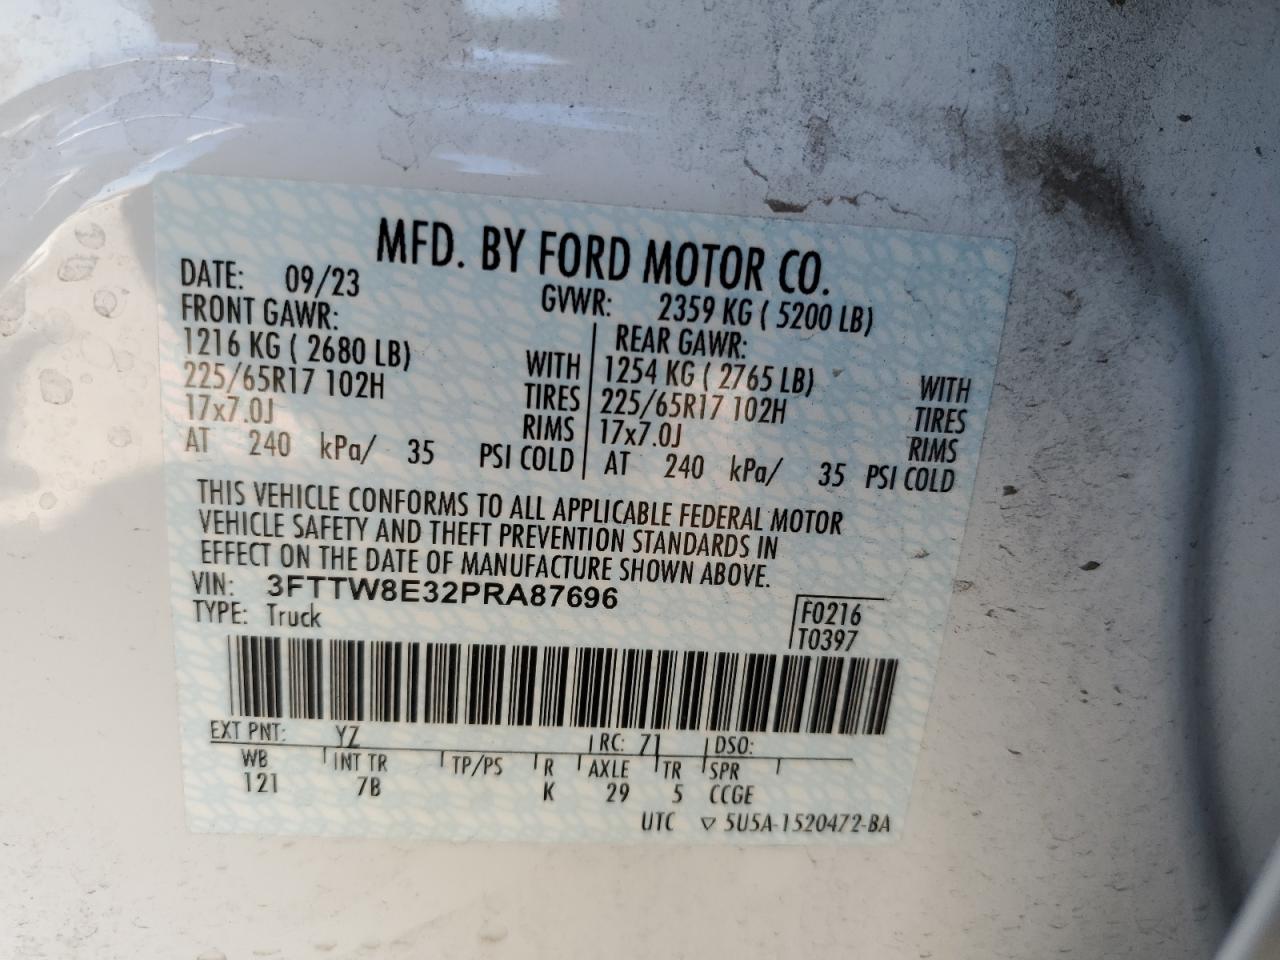 MFD. BY FORD MOTOR CO.
DATE: 09/23 GVWR: 2359 KG ( 5200 LB)
FRONT GAWR: REAR GAWR:
1216 KG ( 2680 LB) WITH 1254 KG ( 2765 LB) WITH
225/65R17 102H TIRES 225/65R17 102H TIRES
17x7.0J RIMS 17x7.0J RIMS
AT 240 kPa/ 35 PSI COLD AT 240 kPa/ 35 PSI COLD
THIS VEHICLE CONFORMS TO ALL APPLICABLE FEDERAL MOTOR
VEHICLE SAFETY AND THEFT PREVENTION STANDARDS IN
EFFECT ON THE DATE OF MANUFACTURE SHOWN ABOVE.
VIN: 3FTTW8E32PRA87696
TYPE: Truck
F0216
T0397
EXT PNT: YZ RC: 71 DSO:
WB INT TR TP/PS R AXLE TR SPR
121 7B K 29 5 CCGE
UTC ▽ 5U5A-1520472-BA